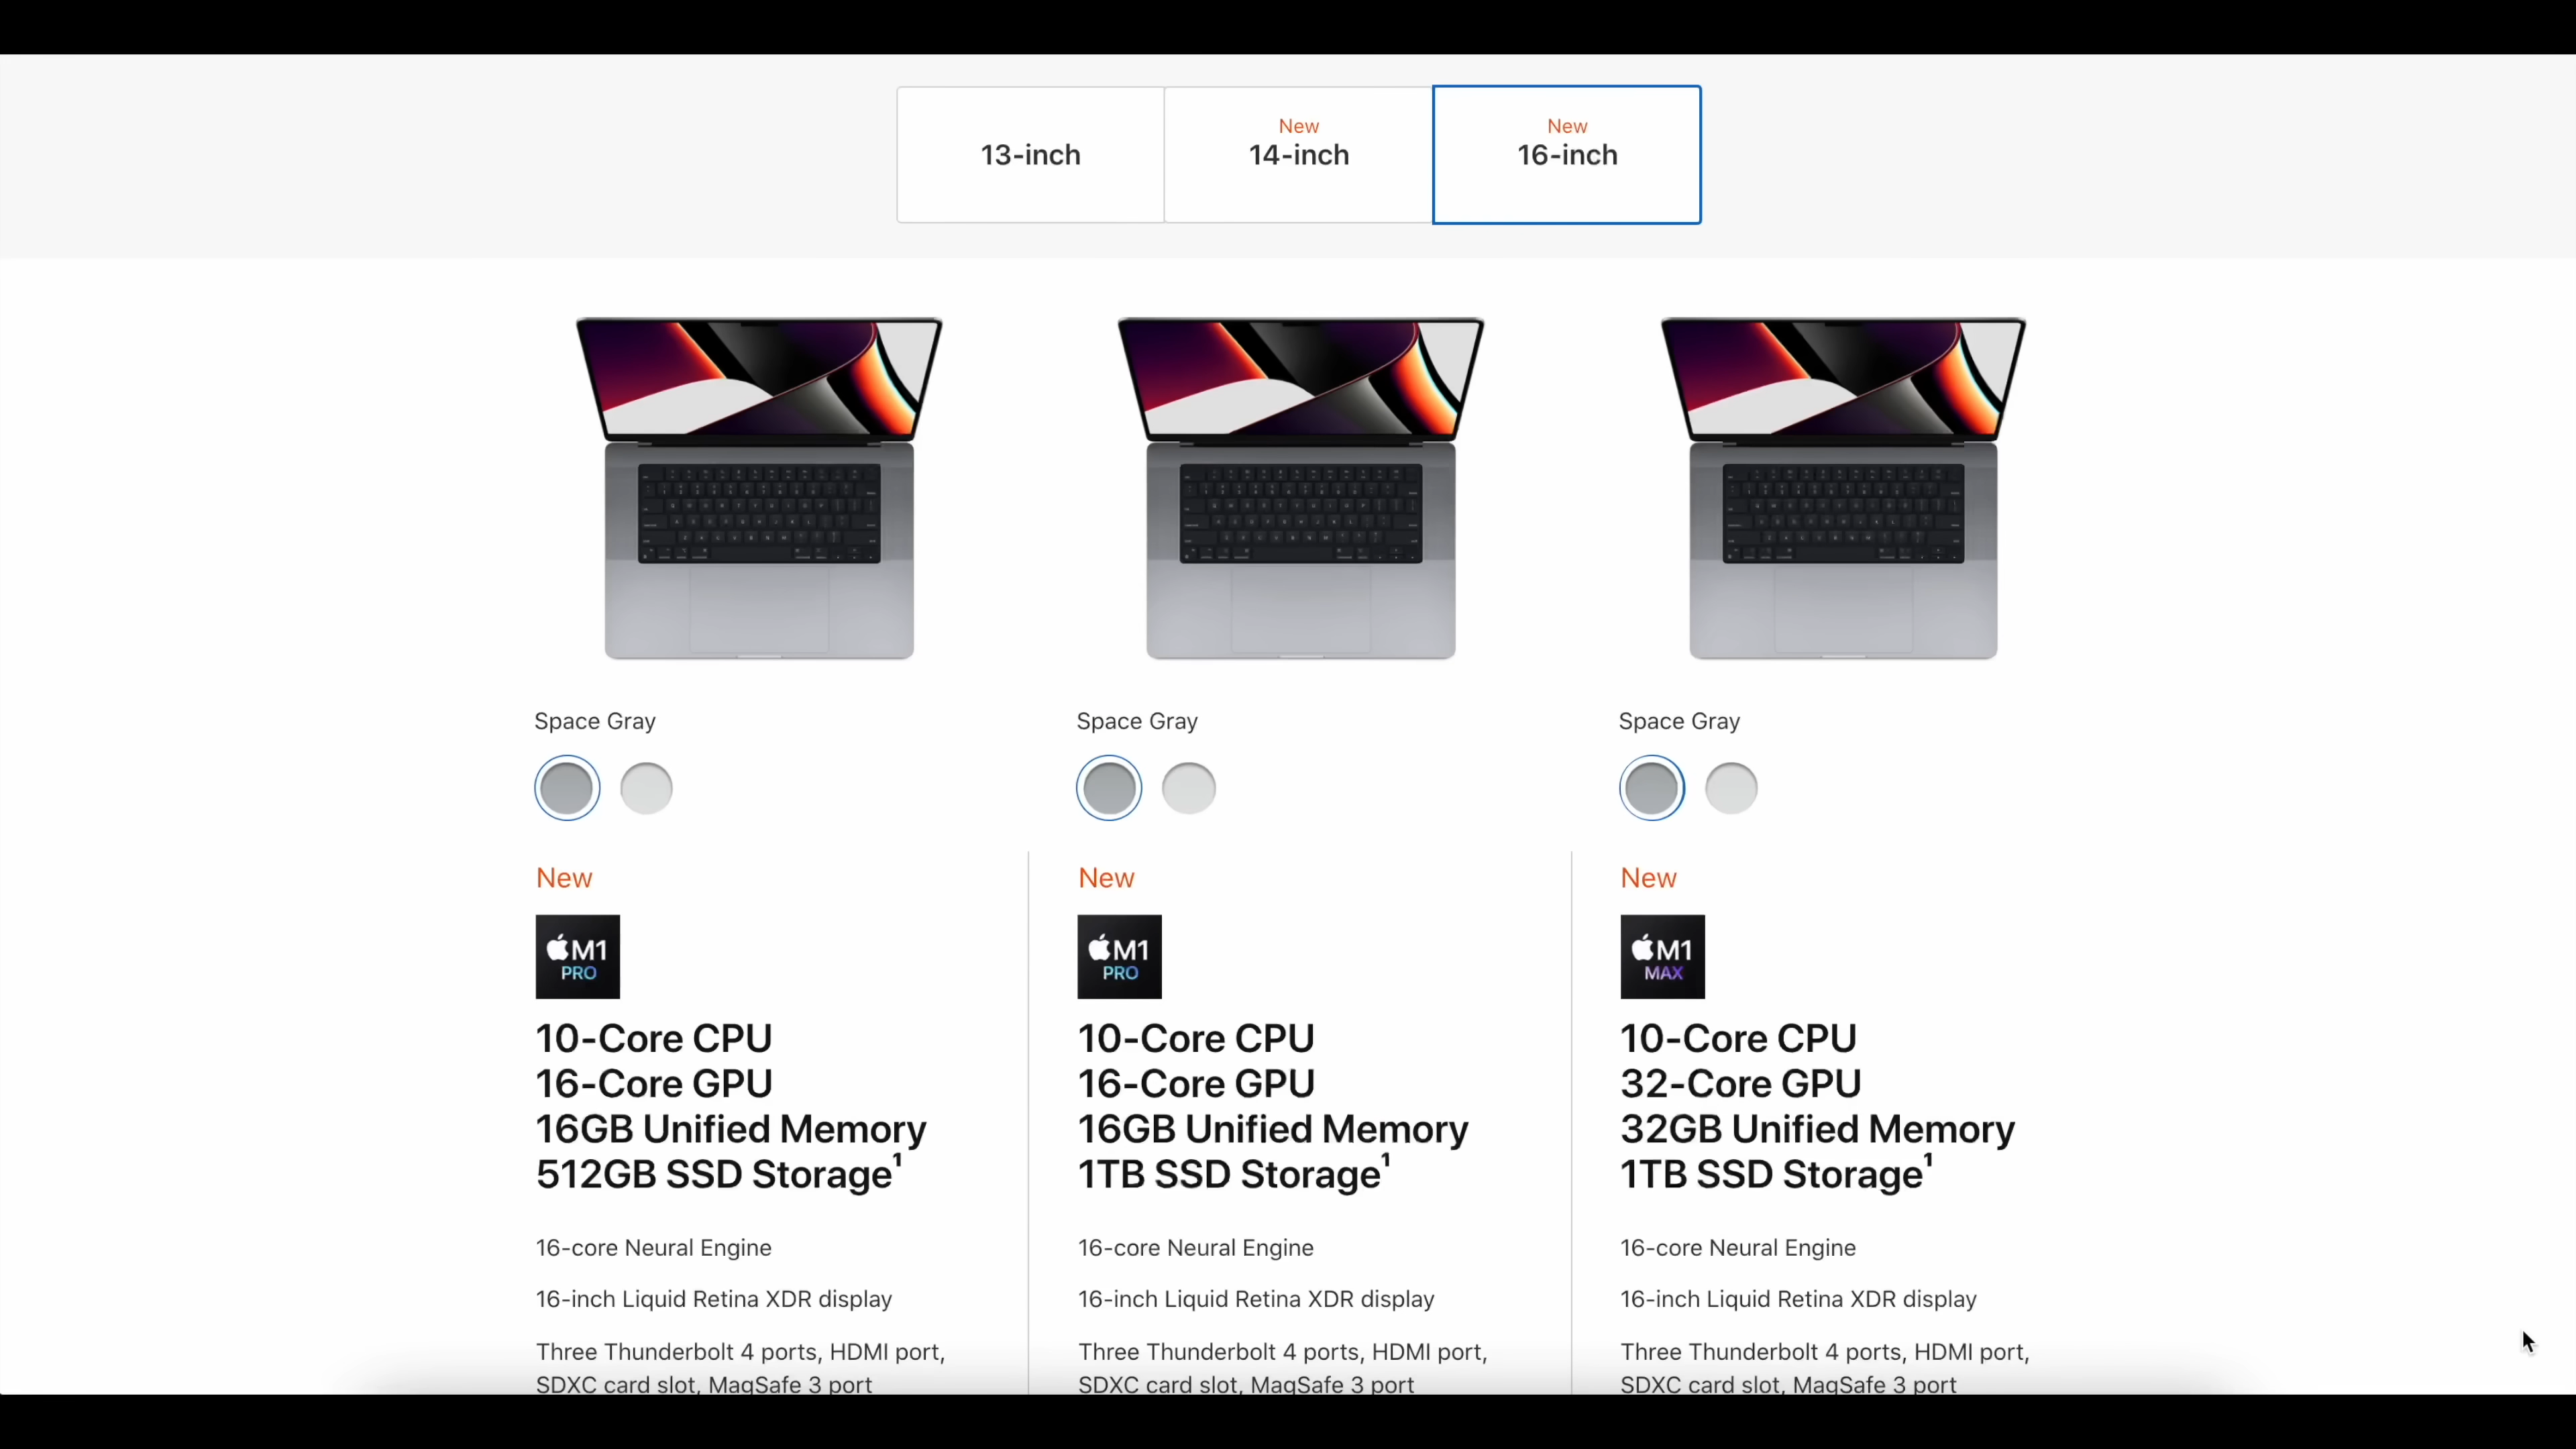 13-inch
New
14-inch
New
16-inch
Space Gray
Space Gray
Space Gray
New
M1
PRO
10-Core CPU
16-Core GPU
16GB Unified Memory
512GB SSD Storage¹
16-core Neural Engine
16-inch Liquid Retina XDR display
Three Thunderbolt 4 ports, HDMI port,
SDXC card slot, MagSafe 3 port
New
M1
PRO
10-Core CPU
16-Core GPU
16GB Unified Memory
1TB SSD Storage¹
16-core Neural Engine
16-inch Liquid Retina XDR display
Three Thunderbolt 4 ports, HDMI port,
SDXC card slot, MagSafe 3 port
New
M1
MAX
10-Core CPU
32-Core GPU
32GB Unified Memory
1TB SSD Storage¹
16-core Neural Engine
16-inch Liquid Retina XDR display
Three Thunderbolt 4 ports, HDMI port,
SDXC card slot, MagSafe 3 port